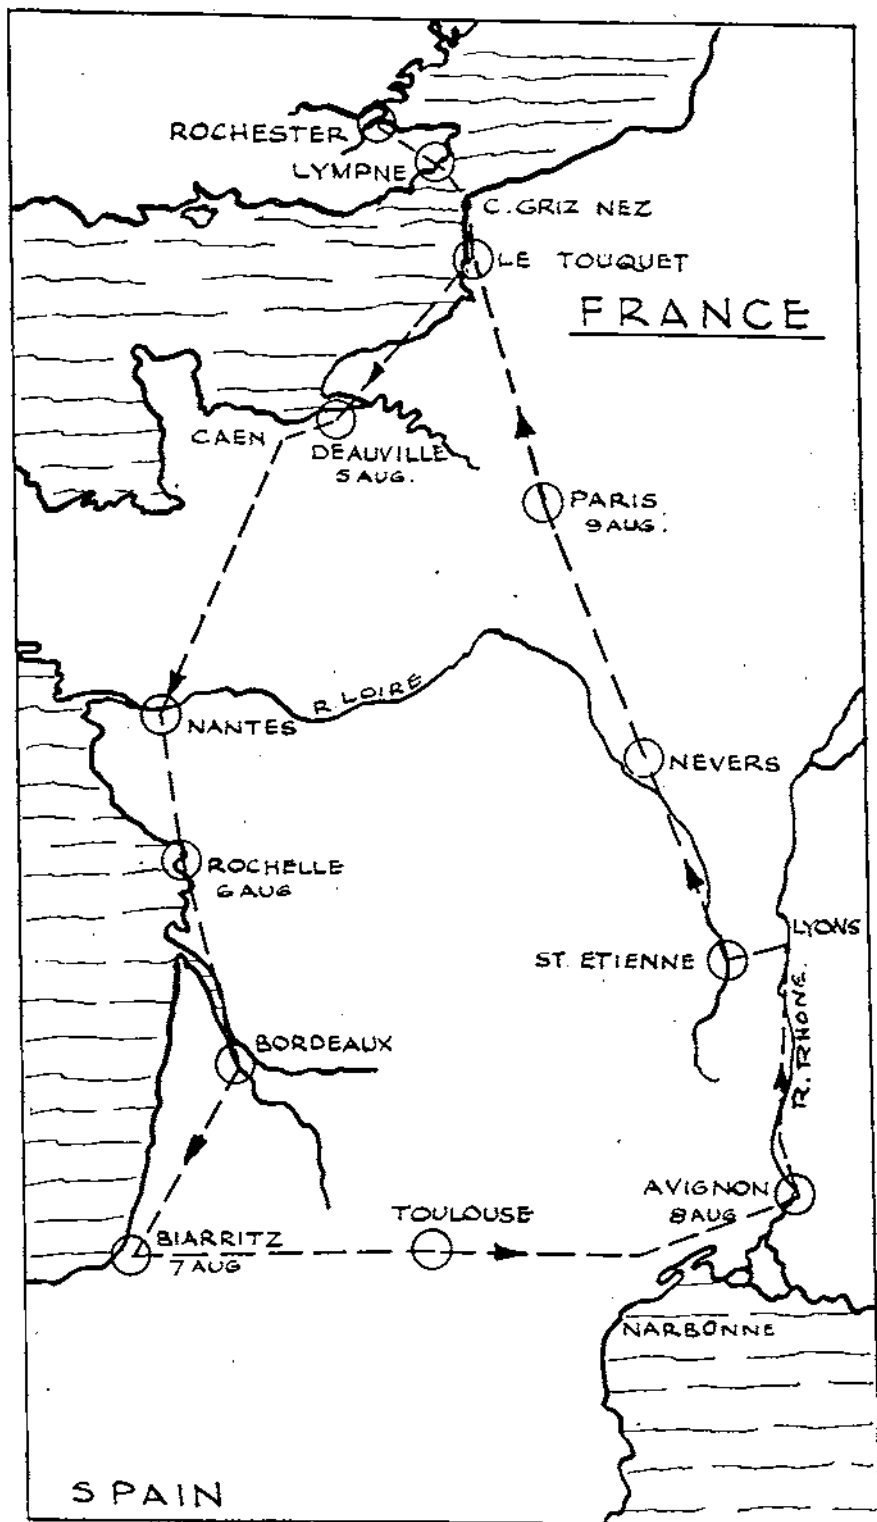 ROCHESTER
LYMPNE
C. GRIZ NEZ
LE TOUQUET
FRANCE
CAEN
DEAUVILLE
5 AUG.
PARIS
9 AUG.
R. LOIRE
NANTES
NEVERS
ROCHELLE
6 AUG
LYONS
ST. ETIENNE
R. RHONE.
BORDEAUX
AVIGNON
8 AUG
TOULOUSE
BIARRITZ
7 AUG
NARBONNE
SPAIN